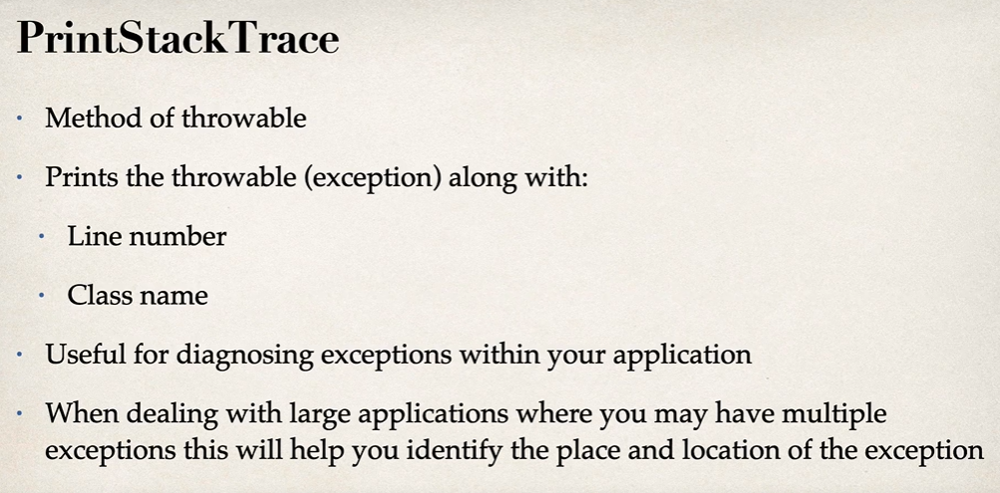 PrintStackTrace
• Method of throwable
• Prints the throwable (exception) along with:
• Line number
• Class name
• Useful for diagnosing exceptions within your application
• When dealing with large applications where you may have multiple
exceptions this will help you identify the place and location of the exception